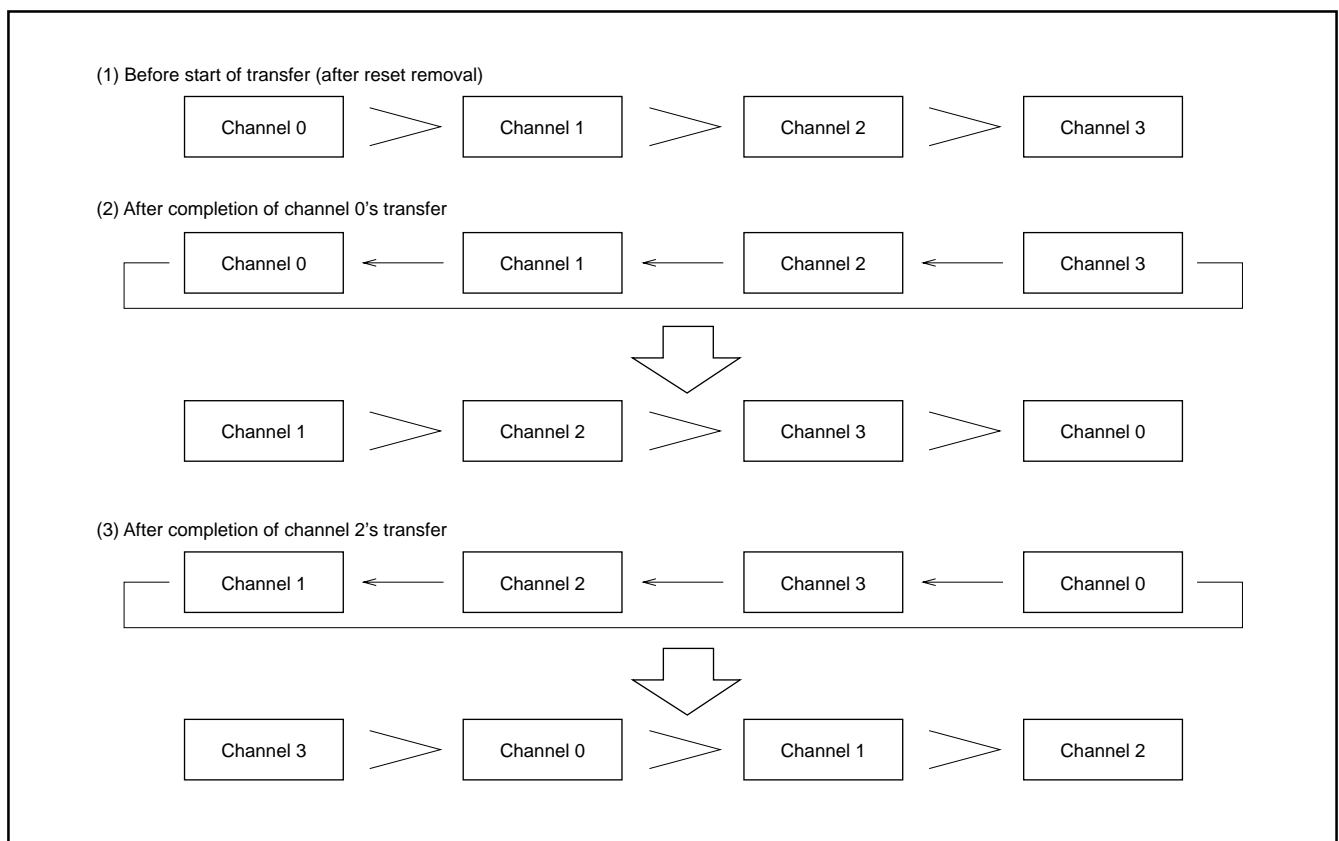 (1) Before start of transfer (after reset removal)
Channel 0 Channel 1 Channel 2 Channel 3
(2) After completion of channel 0’s transfer
Channel 0 Channel 1 Channel 2 Channel 3
Channel 1 Channel 2 Channel 3 Channel 0
(3) After completion of channel 2’s transfer
Channel 1 Channel 2 Channel 3 Channel 0
Channel 3 Channel 0 Channel 1 Channel 2